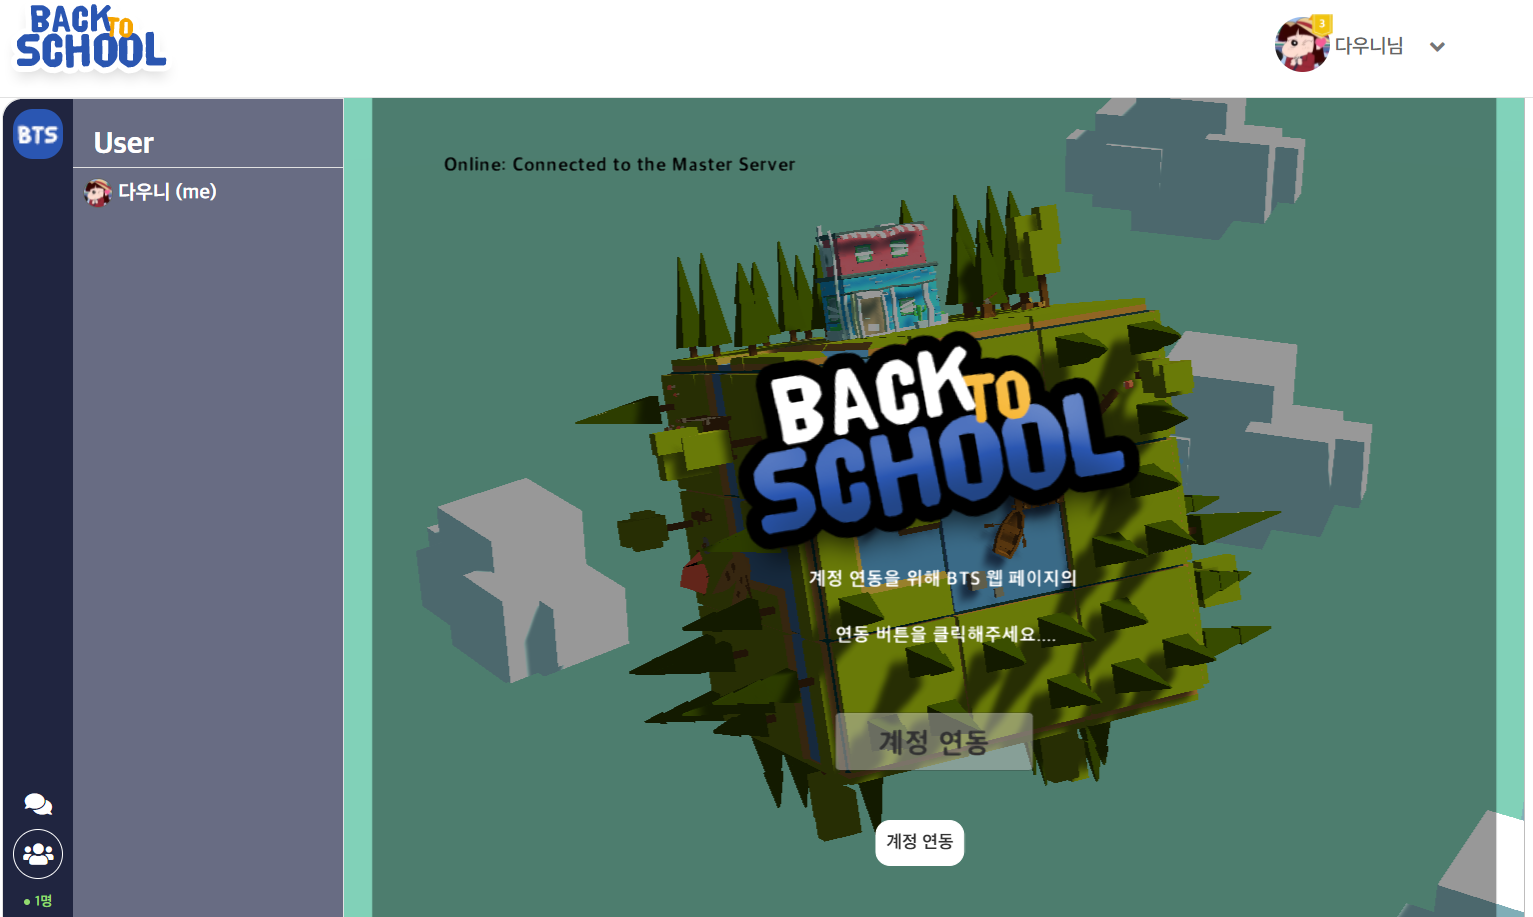 BACK TO
SCHOOL
3
다우니님
BTS
User
다우니 (me)
Online: Connected to the Master Server
BACK TO
SCHOOL
계정 연동을 위해 BTS 웹 페이지의
연동 버튼을 클릭해주세요....
계정 연동
계정 연동
1명